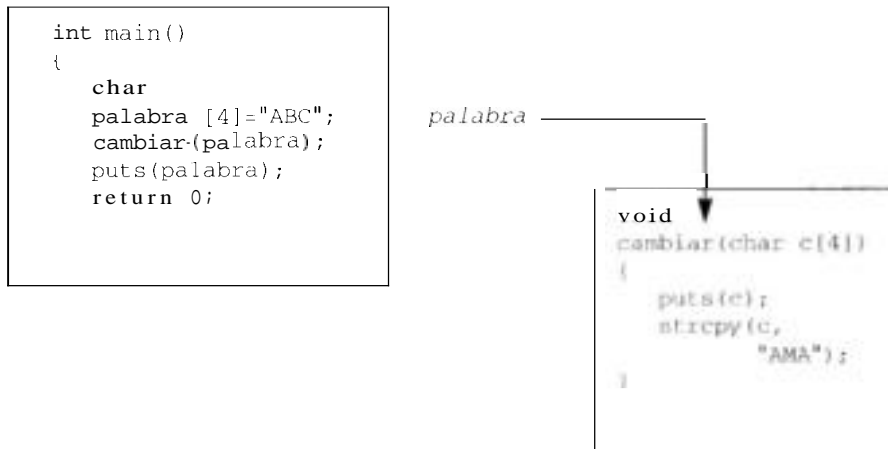 int main()
{
char
palabra [4]="ABC";
cambiar(palabra);
puts(palabra);
return 0;
palabra
void
cambiar(char c[4])
{
puts(c);
strcpy(c,
"AMA");
}